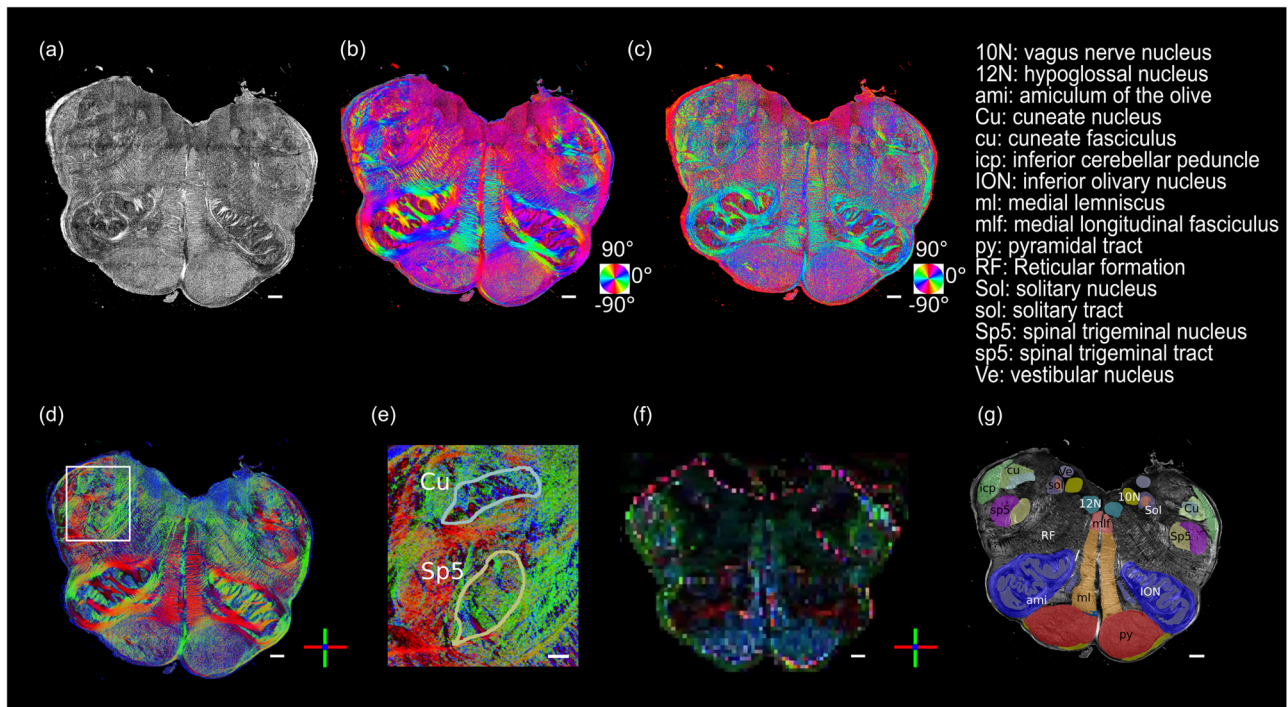 (a)
(b)
(c)
90°
0°
-90°
90°
0°
-90°
10N: vagus nerve nucleus
12N: hypoglossal nucleus
ami: amiculum of the olive
Cu: cuneate nucleus
cu: cuneate fasciculus
icp: inferior cerebellar peduncle
ION: inferior olivary nucleus
ml: medial lemniscus
mlf: medial longitudinal fasciculus
py: pyramidal tract
RF: Reticular formation
Sol: solitary nucleus
sol: solitary tract
Sp5: spinal trigeminal nucleus
sp5: spinal trigeminal tract
Ve: vestibular nucleus
(d)
(e)
Cu
Sp5
(f)
(g)
cu
Ve
icp
sol
sp5
12N
10N
Sol
Cu
mlf
Sp5
RF
ami
ml
ION
py